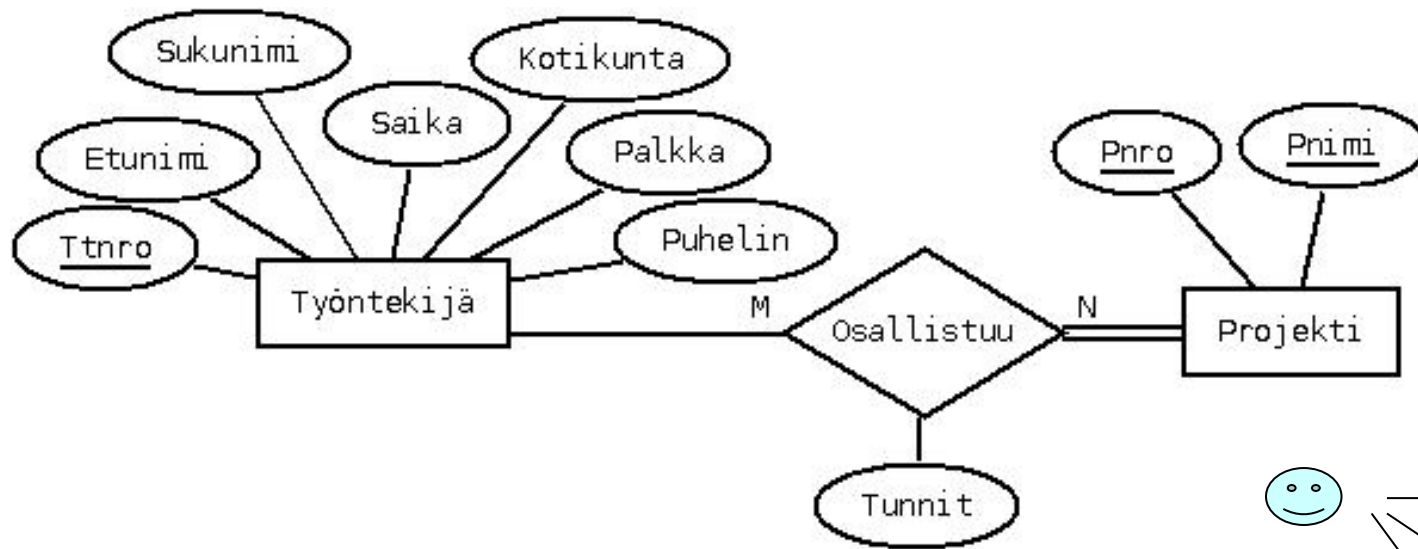 Sukunimi
Kotikunta
Saika
Etunimi
Palkka
Pnro
Pnimi
Ttnro
Puhelin
Työntekijä
M
Osallistuu
N
Projekti
Tunnit